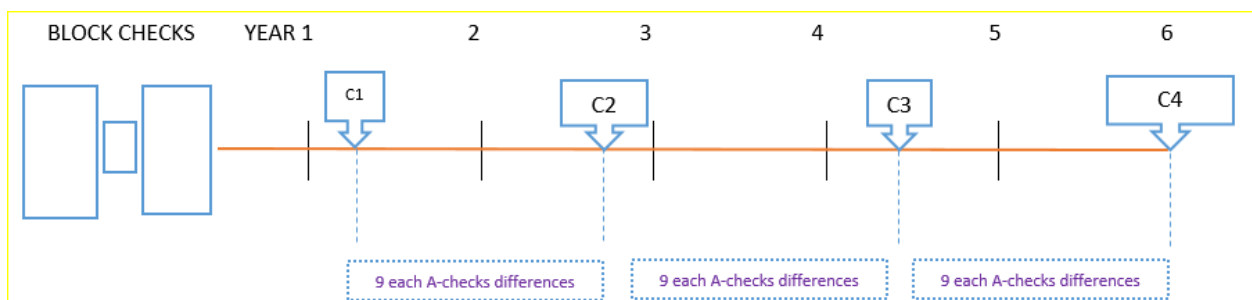 BLOCK CHECKS YEAR 1 2 3 4 5 6
C1 C2 C3 C4
9 each A-checks differences 9 each A-checks differences 9 each A-checks differences